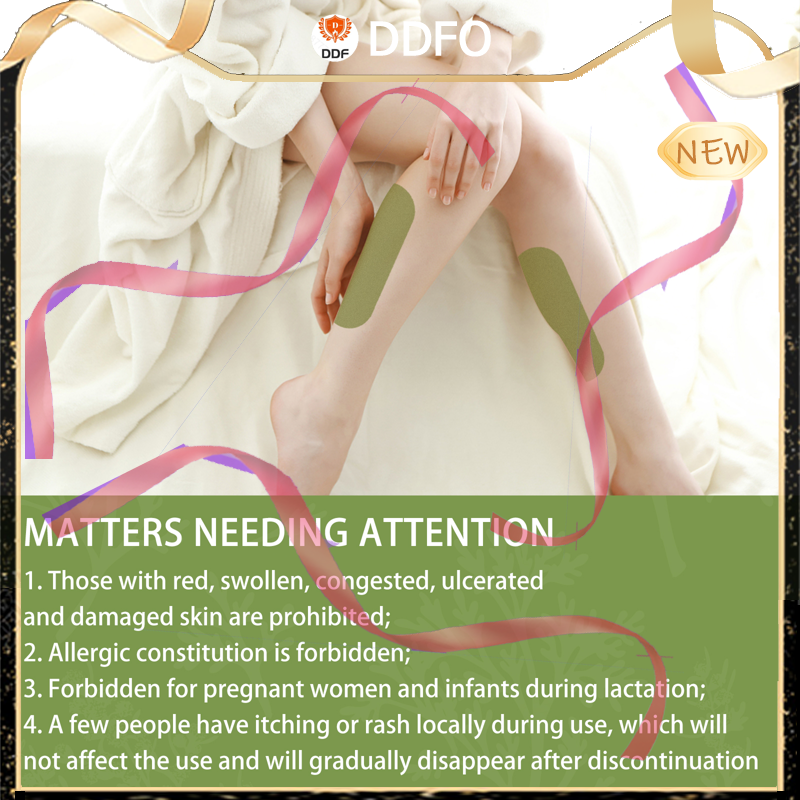 DDF
DDFO
NEW
MATTERS NEEDING ATTENTION
1. Those with red, swollen, congested, ulcerated
and damaged skin are prohibited;
2. Allergic constitution is forbidden;
3. Forbidden for pregnant women and infants during lactation;
4. A few people have itching or rash locally during use, which will
not affect the use and will gradually disappear after discontinuation